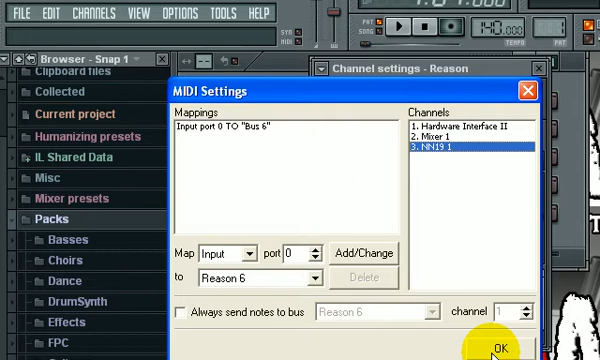 FILE EDIT CHANNELS VIEW OPTIONS TOOLS HELP
SYN
MIDI
PAT
SONG
140.000
TEMPO
PAT
Browser - Snap 1
Channel settings - Reason
Clipboard files
Collected
Current project
Humanizing presets
IL Shared Data
Misc
Mixer presets
Packs
Basses
Choirs
Dance
DrumSynth
Effects
FPC
MIDI Settings
Mappings
Input port 0 TO "Bus 6"
Channels
1. Hardware Interface II
2. Mixer 1
3. NN19 1
Map Input port 0 Add/Change
to Reason 6 Delete
Always send notes to bus Reason 6 channel 1
OK